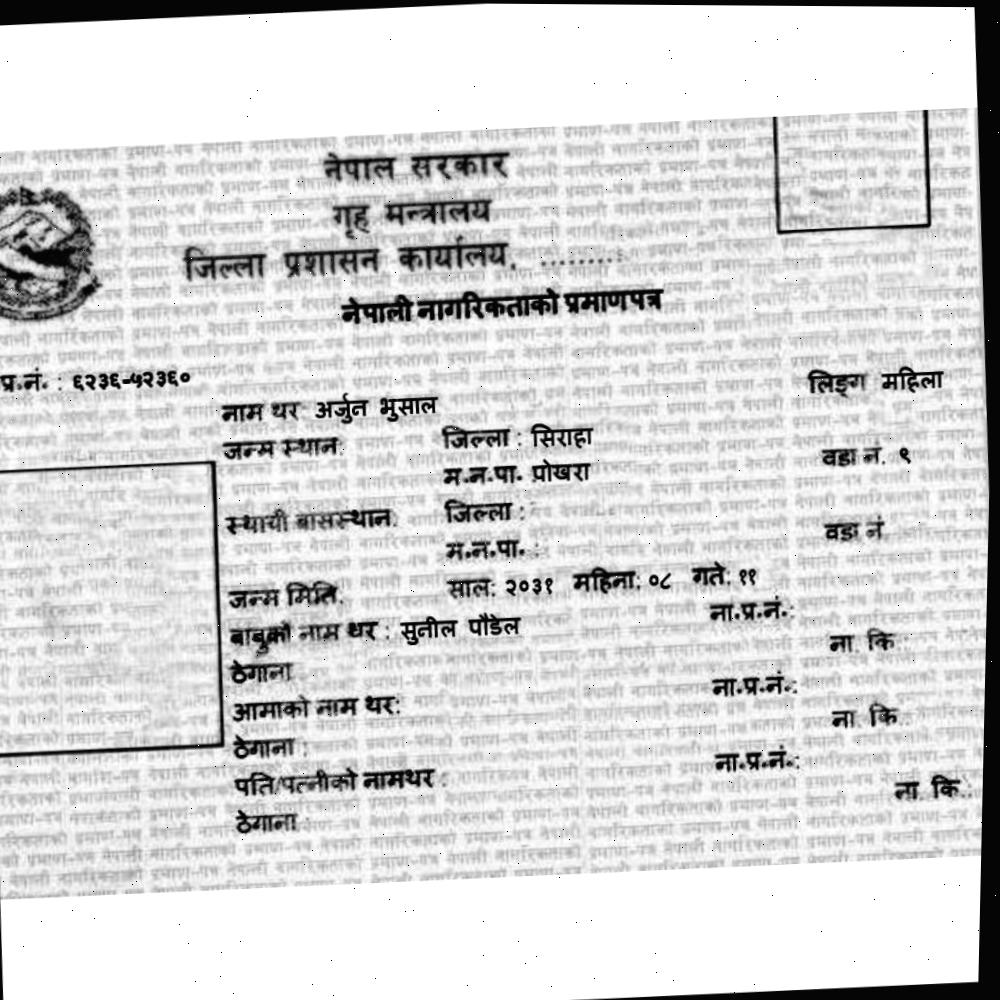 नेपाल सरकार
गृह मन्त्रालय
जिल्ला प्रशासन कार्यालय, .........
नेपाली नागरिकताको प्रमाणपत्र
प्र.नं. : ६२३६-५२३६०
लिङ्ग महिला
नाम थर अर्जुन भुसाल
जन्म स्थान: जिल्ला : सिराहा
म.न.पा. पोखरा वडा नं. ९
स्थायी बासस्थान: जिल्ला :
म.न.पा. : वडा नं
जन्म मिति: साल: २०३१ महिना: ०८ गते: ११
बाबुको नाम थर : सुनील पौडेल ना.प्र.नं.:
ठेगाना ना. कि.:
आमाको नाम थर: ना.प्र.नं.:
ठेगाना : ना. कि
पति/पत्नीको नामथर : ना.प्र.नं.:
ठेगाना ना. कि.: